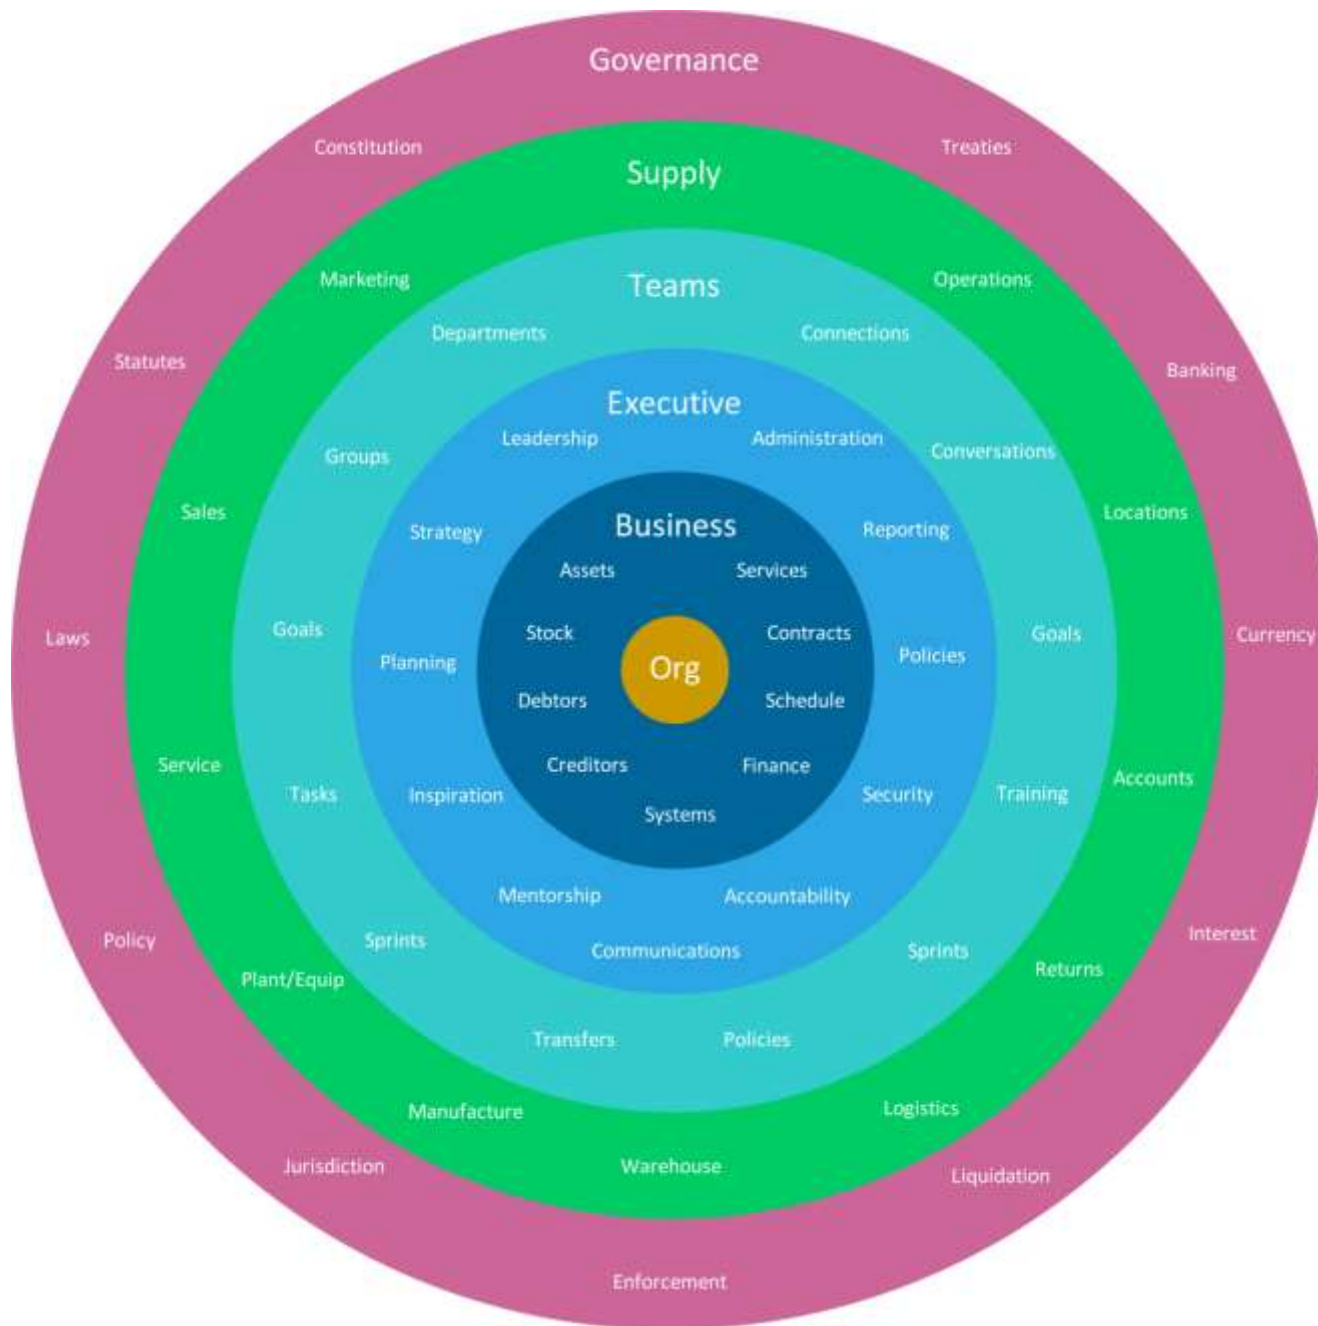 Governance
Constitution
Treaties
Statutes
Banking
Laws
Currency
Policy
Interest
Jurisdiction
Liquidation
Enforcement
Supply
Marketing
Operations
Sales
Locations
Service
Accounts
Plant/Equip
Returns
Manufacture
Logistics
Warehouse
Teams
Departments
Connections
Groups
Conversations
Goals
Goals
Tasks
Training
Sprints
Sprints
Transfers
Policies
Executive
Leadership
Administration
Strategy
Reporting
Planning
Policies
Inspiration
Security
Mentorship
Accountability
Communications
Business
Assets
Services
Stock
Contracts
Debtors
Schedule
Creditors
Finance
Systems
Org